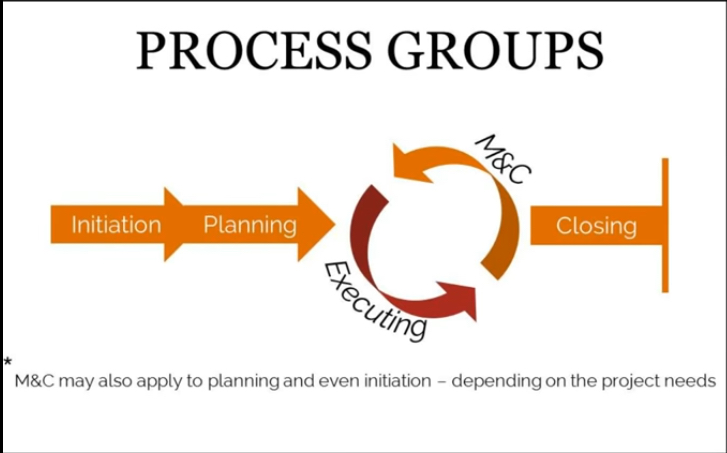 PROCESS GROUPS
M&C
Initiation
Planning
Closing
Executing
*
M&C may also apply to planning and even initiation – depending on the project needs